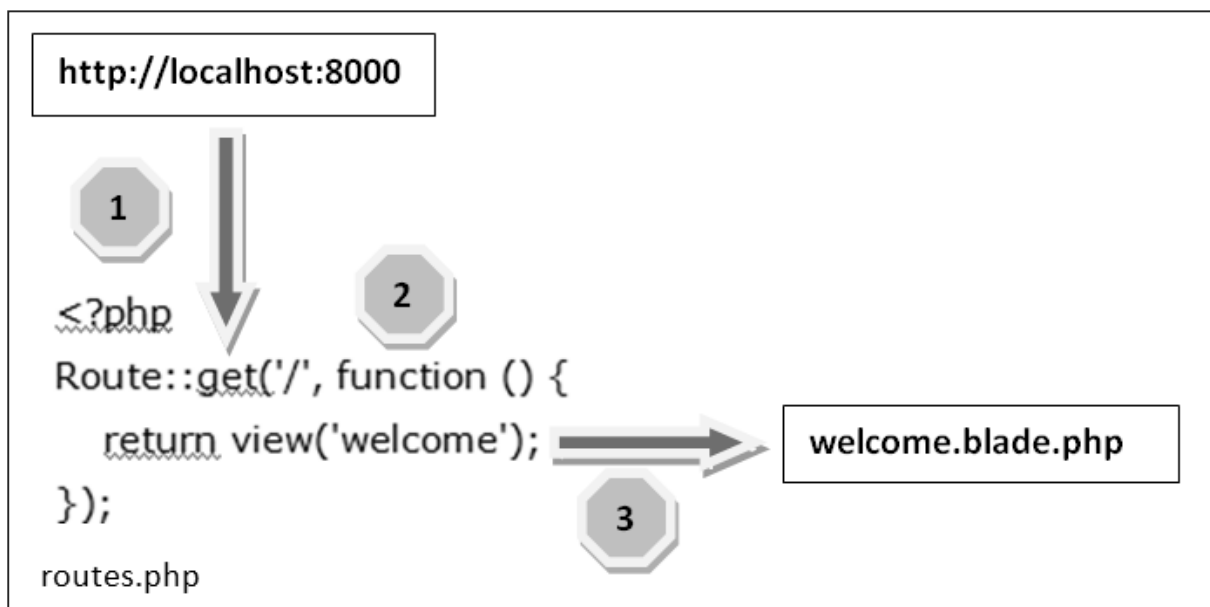 http://localhost:8000
1
2
<?php
Route::get('/', function () {
return view('welcome');
welcome.blade.php
});
3
routes.php